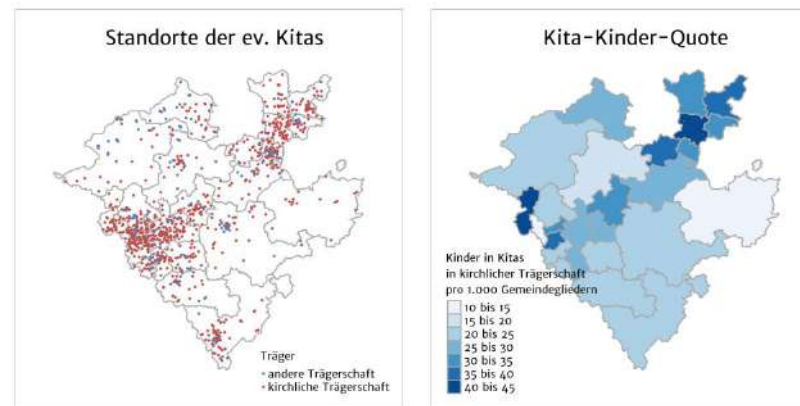 Standorte der ev. Kitas
Träger
andere Trägerschaft
kirchliche Trägerschaft
Kita-Kinder-Quote
Kinder in Kitas
in kirchlicher Trägerschaft
pro 1.000 Gemeindegliedern
10 bis 15
15 bis 20
20 bis 25
25 bis 30
30 bis 35
35 bis 40
40 bis 45